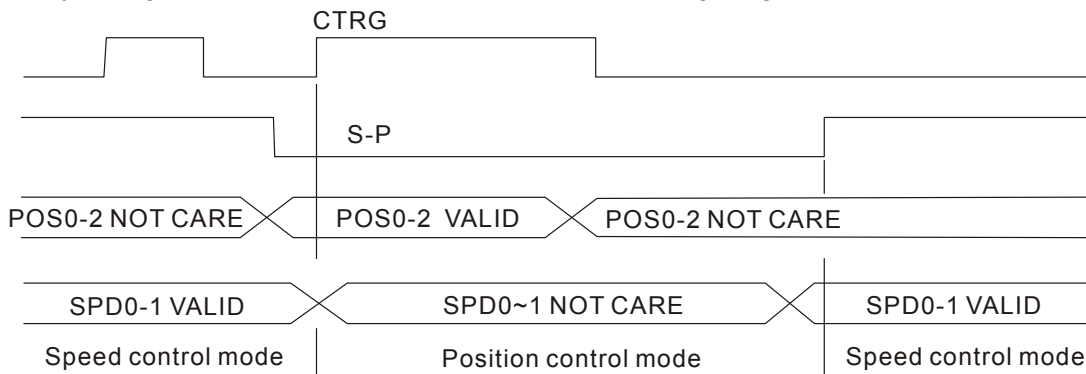 CTRG
S-P
POS0-2 NOT CARE POS0-2 VALID POS0-2 NOT CARE
SPD0-1 VALID SPD0~1 NOT CARE SPD0-1 VALID
Speed control mode Position control mode Speed control mode